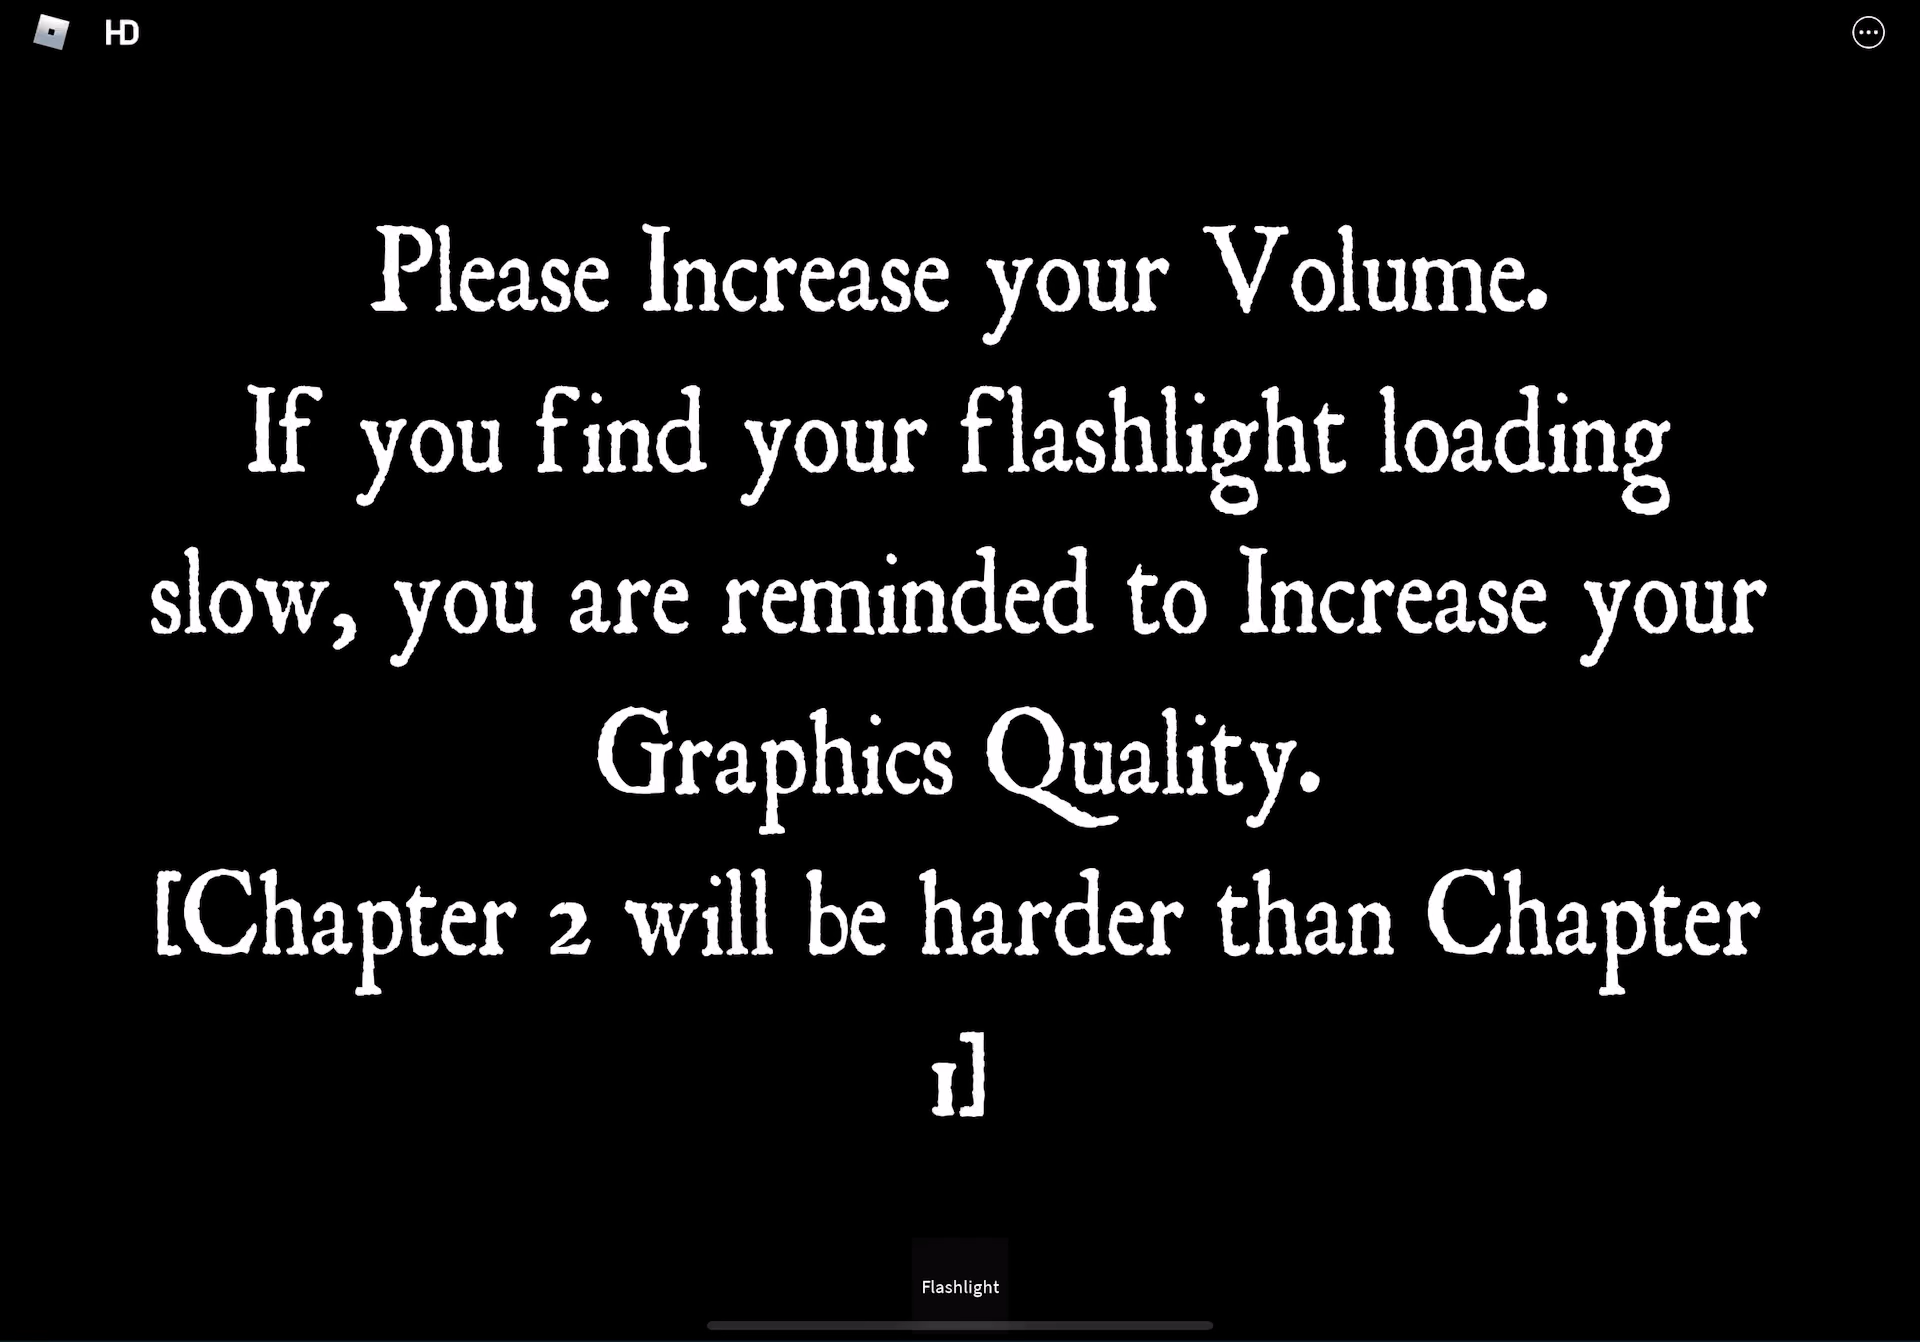 HD
Please Increase your Volume.
If you find your flashlight loading
slow, you are reminded to Increase your
Graphics Quality.
[Chapter 2 will be harder than Chapter
1]
Flashlight